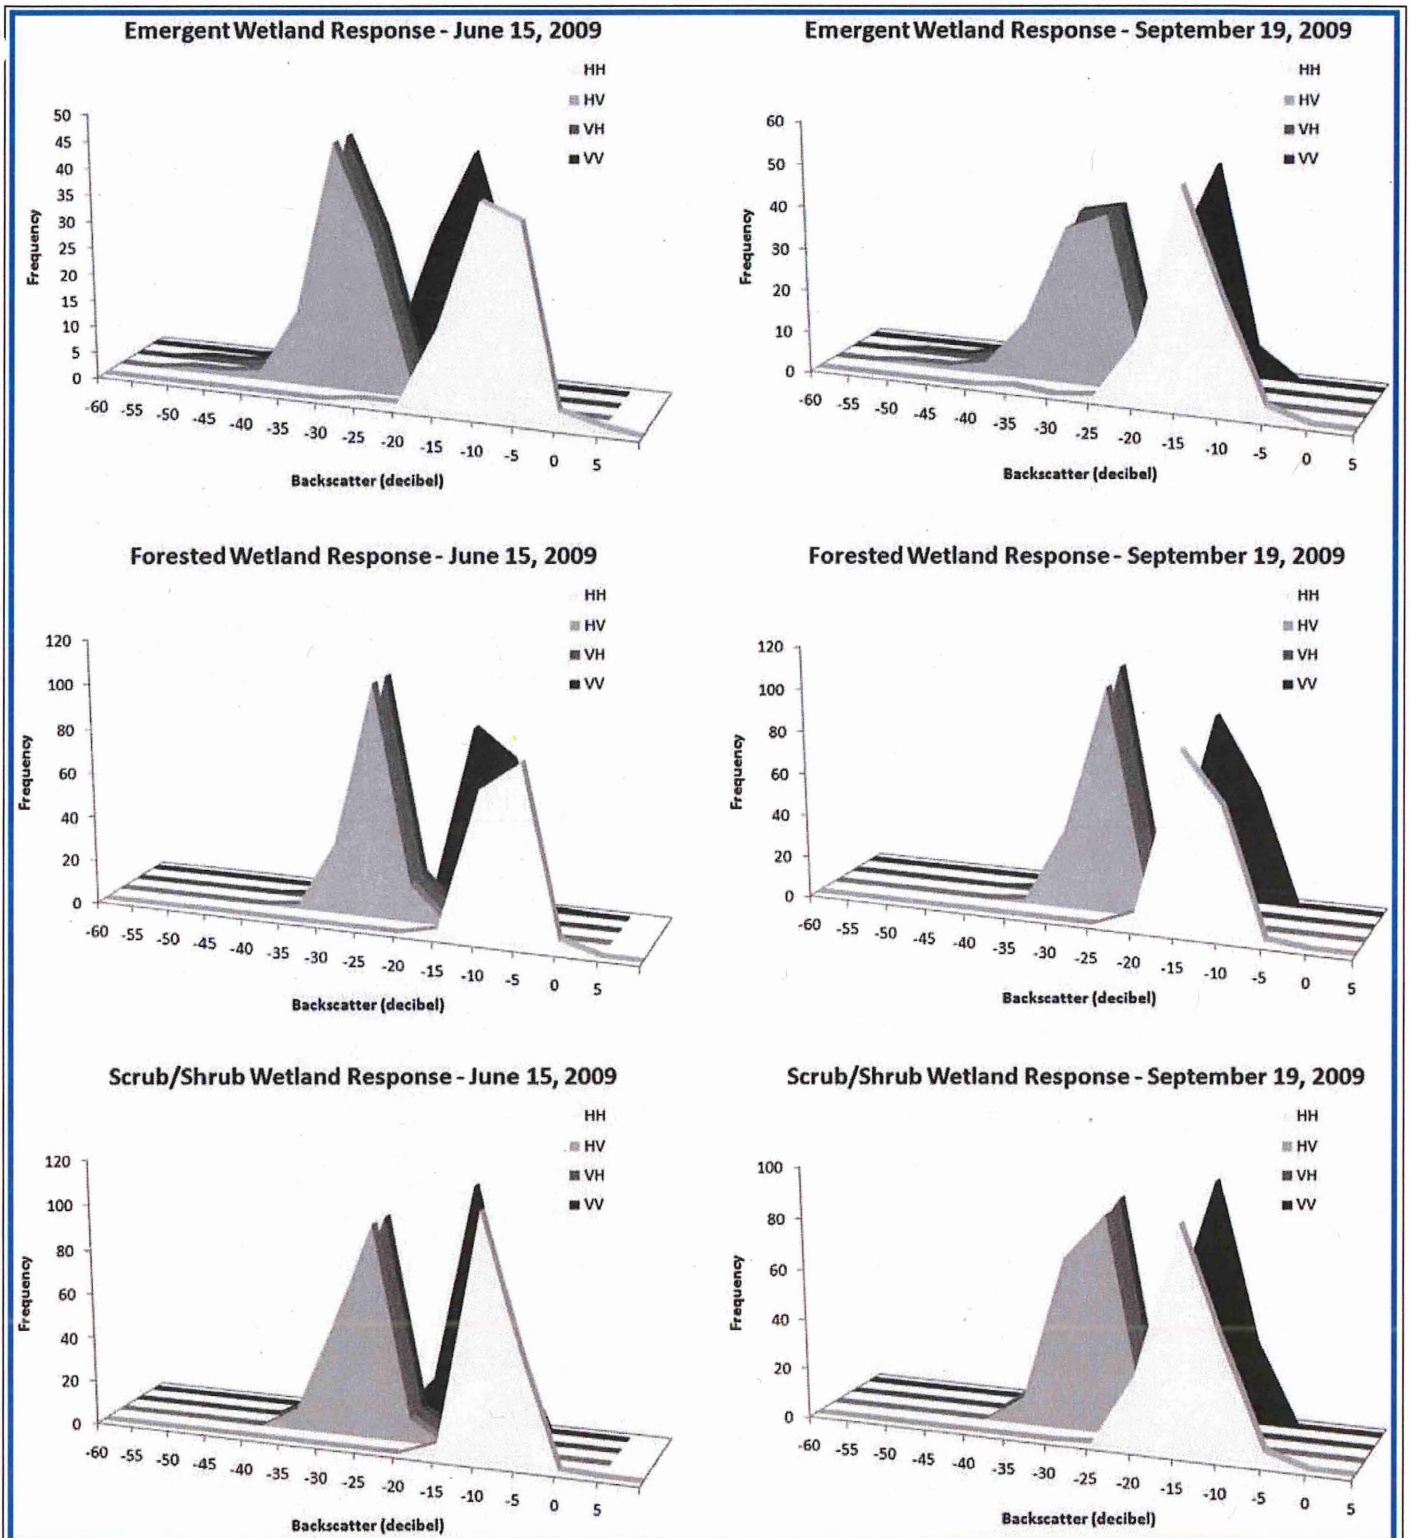 Emergent Wetland Response - June 15, 2009
HH
HV
VH
VV
50
45
40
35
30
25
20
15
10
5
0
Frequency
-60 -55 -50 -45 -40 -35 -30 -25 -20 -15 -10 -5 0 5
Backscatter (decibel)
Emergent Wetland Response - September 19, 2009
HH
HV
VH
VV
60
50
40
30
20
10
0
Frequency
-60 -55 -50 -45 -40 -35 -30 -25 -20 -15 -10 -5 0 5
Backscatter (decibel)
Forested Wetland Response - June 15, 2009
HH
HV
VH
VV
120
100
80
60
40
20
0
Frequency
-60 -55 -50 -45 -40 -35 -30 -25 -20 -15 -10 -5 0 5
Backscatter (decibel)
Forested Wetland Response - September 19, 2009
HH
HV
VH
VV
120
100
80
60
40
20
0
Frequency
-60 -55 -50 -45 -40 -35 -30 -25 -20 -15 -10 -5 0 5
Backscatter (decibel)
Scrub/Shrub Wetland Response - June 15, 2009
HH
HV
VH
VV
120
100
80
60
40
20
0
Frequency
-60 -55 -50 -45 -40 -35 -30 -25 -20 -15 -10 -5 0 5
Backscatter (decibel)
Scrub/Shrub Wetland Response - September 19, 2009
HH
HV
VH
VV
100
80
60
40
20
0
Frequency
-60 -55 -50 -45 -40 -35 -30 -25 -20 -15 -10 -5 0 5
Backscatter (decibel)